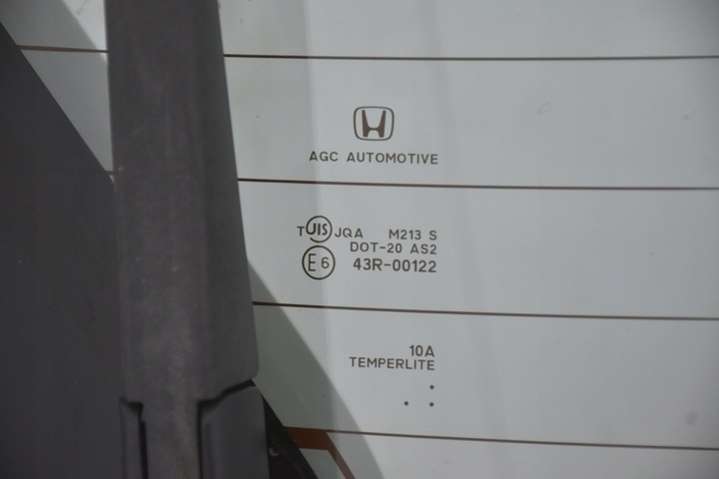 AGC AUTOMOTIVE
T JIS JQA M213 S
DOT-20 AS2
E6 43R-00122
10A
TEMPERLITE